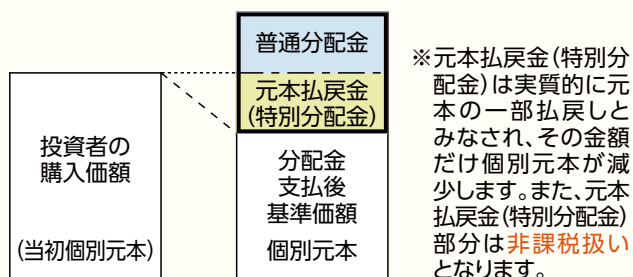 普通分配金
元本払戻金
(特別分配金)
投資者の
購入価額
(当初個別元本)
分配金
支払後
基準価額
個別元本
※元本払戻金(特別分
配金)は実質的に元
本の一部払戻しと
みなされ、その金額
だけ個別元本が減
少します。また、元本
払戻金(特別分配金)
部分は非課税扱い
となります。